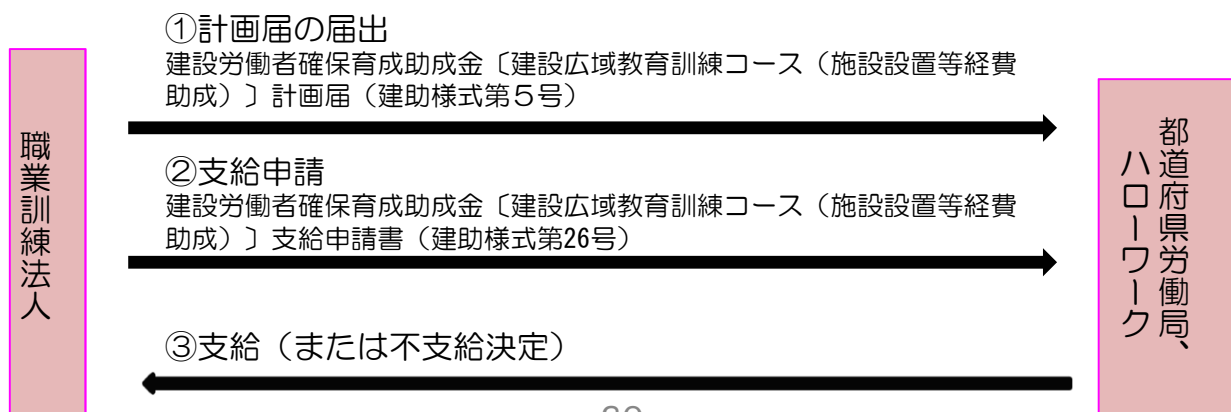 ①計画届の届出
建設労働者確保育成助成金〔建設広域教育訓練コース（施設設置等経費
助成）〕計画届（建助様式第５号）
職業訓練法人
都道府県労働局、
ハローワーク
②支給申請
建設労働者確保育成助成金〔建設広域教育訓練コース（施設設置等経費
助成）〕支給申請書（建助様式第26号）
③支給（または不支給決定）